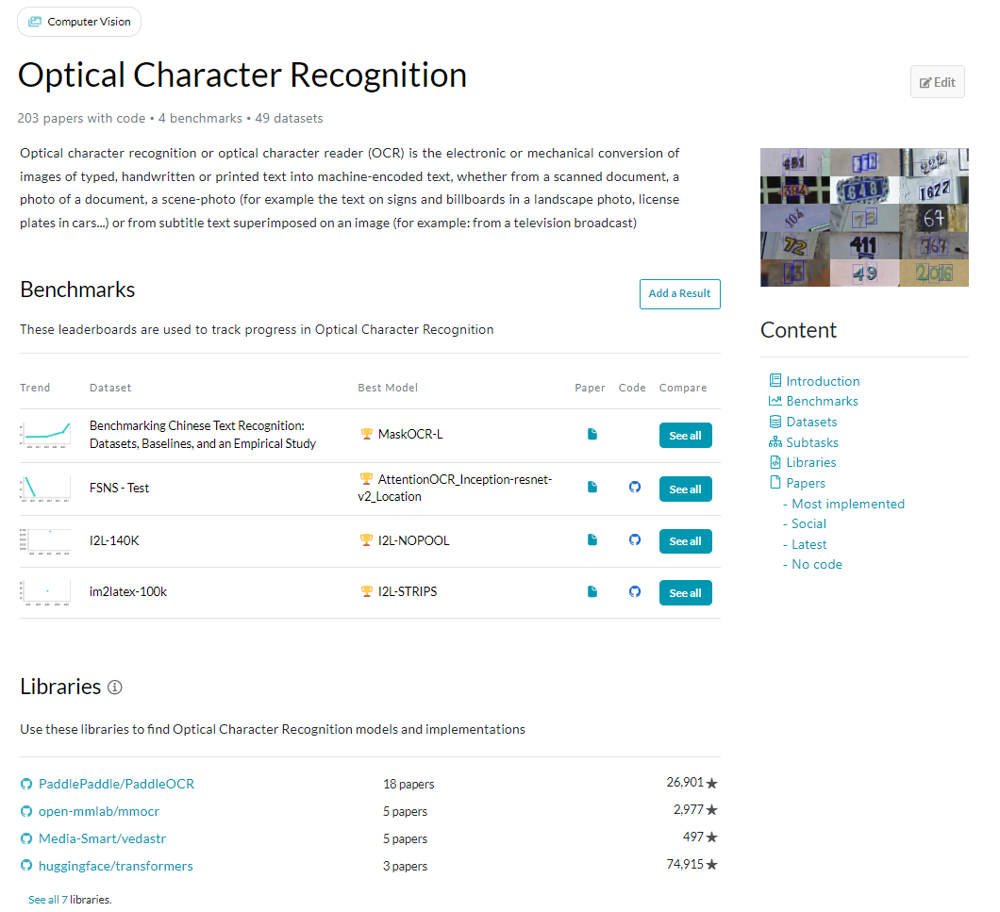 Computer Vision
Optical Character Recognition
Edit
203 papers with code • 4 benchmarks • 49 datasets
Optical character recognition or optical character reader (OCR) is the electronic or mechanical conversion of
images of typed, handwritten or printed text into machine-encoded text, whether from a scanned document, a
photo of a document, a scene-photo (for example the text on signs and billboards in a landscape photo, license
plates in cars...) or from subtitle text superimposed on an image (for example: from a television broadcast)
Benchmarks
Add a Result
These leaderboards are used to track progress in Optical Character Recognition
Trend Dataset Best Model Paper Code Compare
Benchmarking Chinese Text Recognition:
Datasets, Baselines, and an Empirical Study
MaskOCR-L
See all
FSNS - Test
AttentionOCR_Inception-resnet-
v2_Location
See all
I2L-140K I2L-NOPOOL See all
im2latex-100k I2L-STRIPS See all
Libraries
Use these libraries to find Optical Character Recognition models and implementations
PaddlePaddle/PaddleOCR 18 papers 26,901
open-mmlab/mmocr 5 papers 2,977
Media-Smart/vedastr 5 papers 497
huggingface/transformers 3 papers 74,915
See all 7 libraries.
648 1622
67
72 411 767
49 2016
Content
Introduction
Benchmarks
Datasets
Subtasks
Libraries
Papers
- Most implemented
- Social
- Latest
- No code